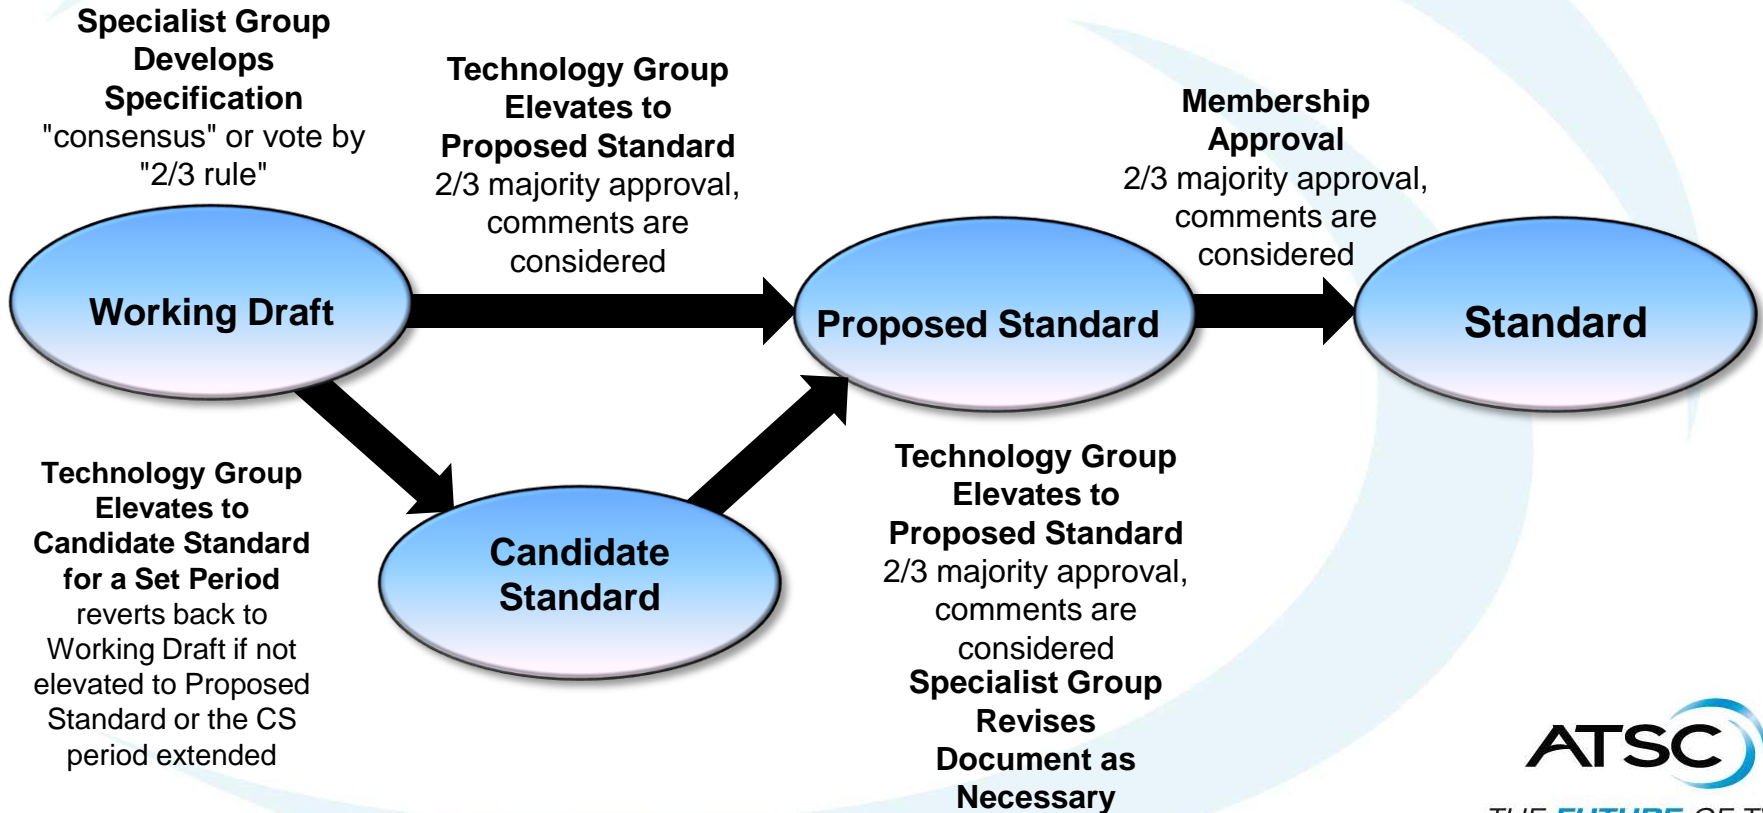 Specialist Group
Develops
Specification
"consensus" or vote by
"2/3 rule"
Technology Group
Elevates to
Proposed Standard
2/3 majority approval,
comments are
considered
Membership
Approval
2/3 majority approval,
comments are
considered
Working Draft
Proposed Standard
Standard
Technology Group
Elevates to
Candidate Standard
for a Set Period
reverts back to
Working Draft if not
elevated to Proposed
Standard or the CS
period extended
Candidate
Standard
Technology Group
Elevates to
Proposed Standard
2/3 majority approval,
comments are
considered
Specialist Group
Revises
Document as
Necessary
ATSC
THE FUTURE OF TV